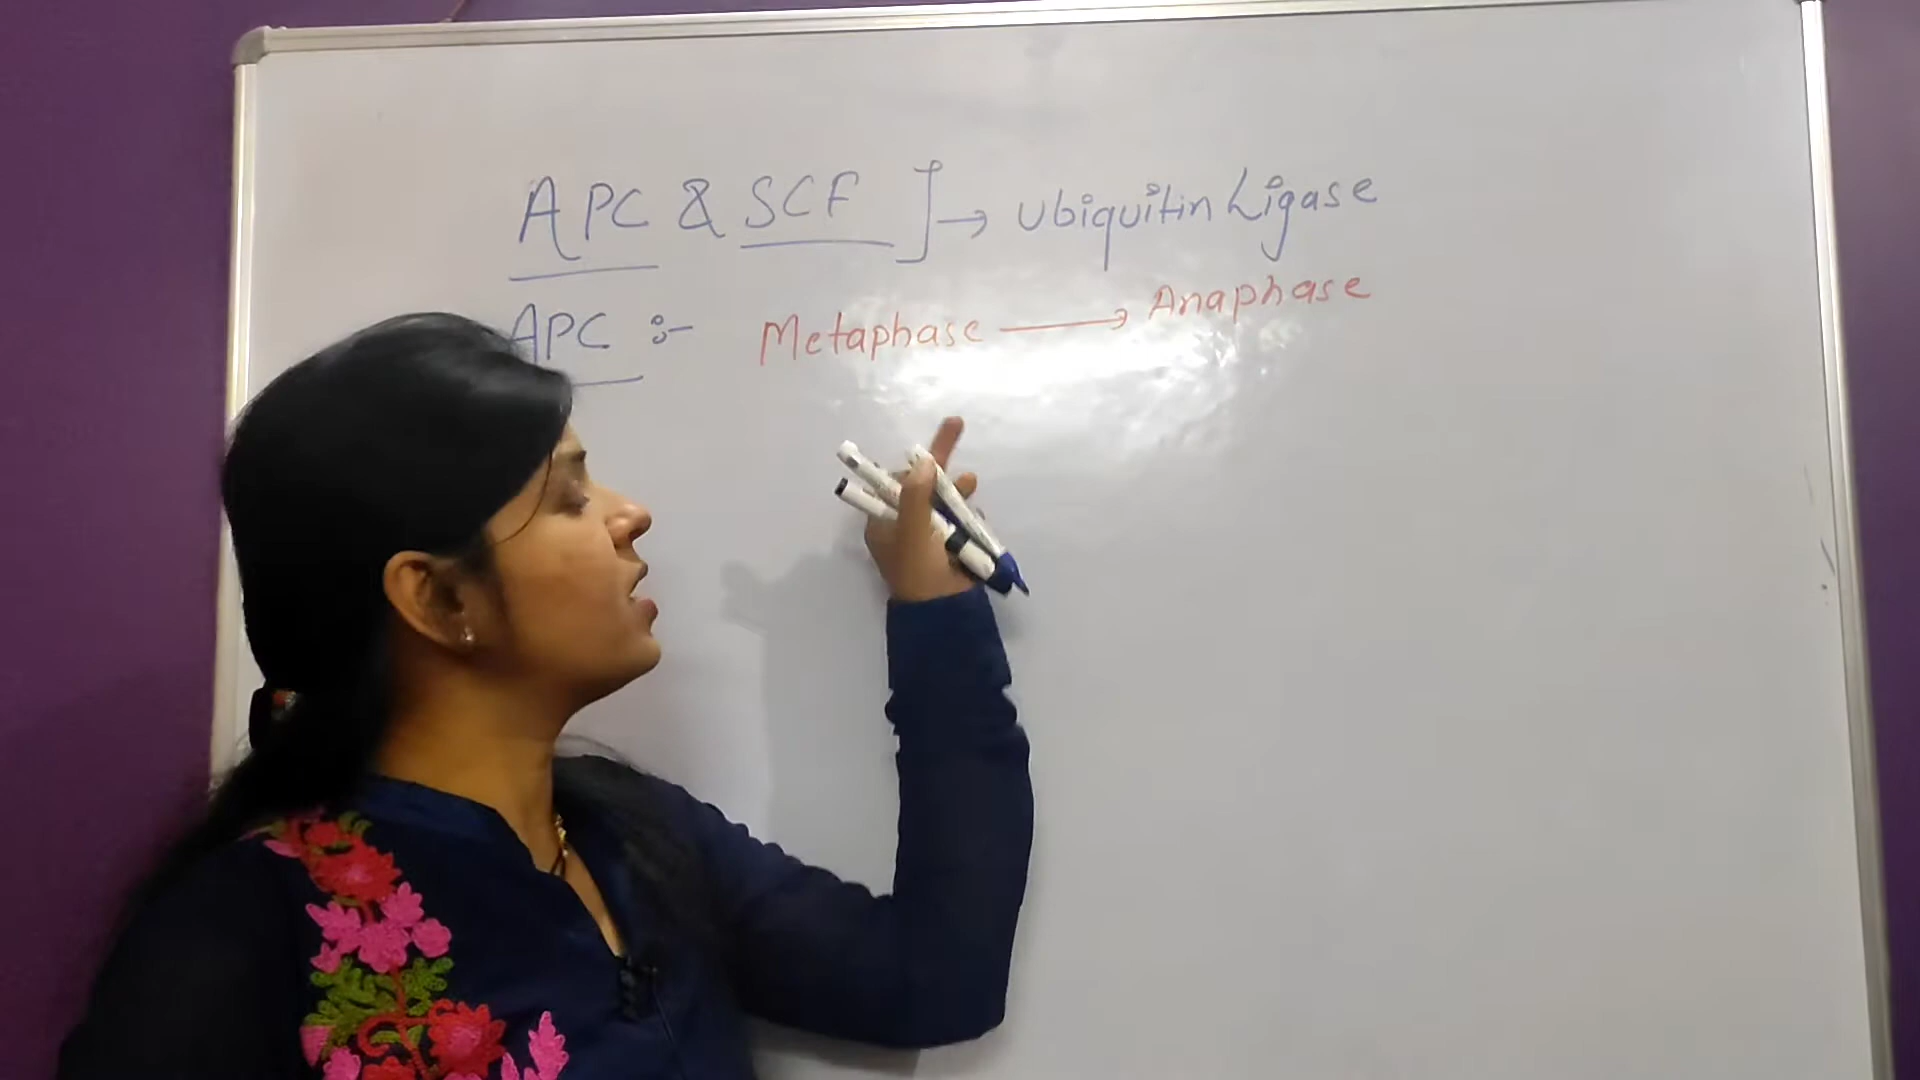 APC & SCF ] → Ubiquitin Ligase
APC :- Metaphase → Anaphase